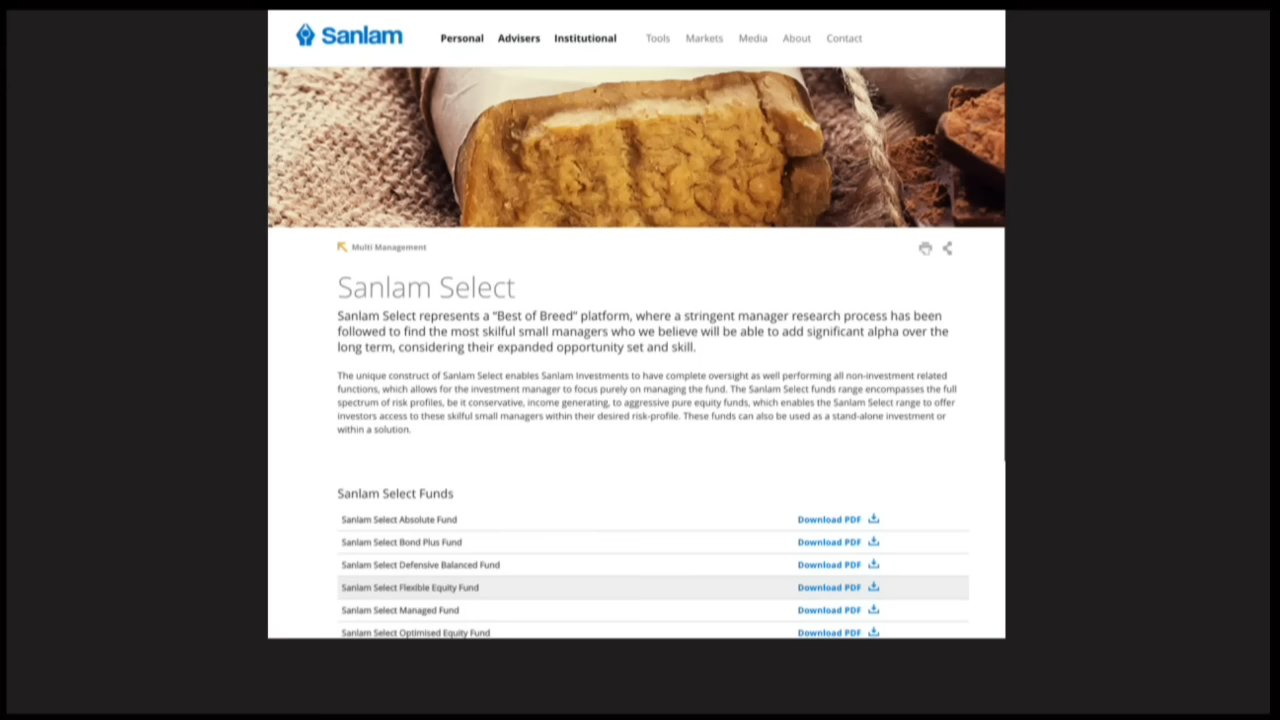 Sanlam Personal Advisers Institutional Tools Markets Media About Contact
Multi Management
Sanlam Select
Sanlam Select represents a “Best of Breed” platform, where a stringent manager research process has been
followed to find the most skilful small managers who we believe will be able to add significant alpha over the
long term, considering their expanded opportunity set and skill.
The unique construct of Sanlam Select enables Sanlam Investments to have complete oversight as well performing all non-investment related
functions, which allows for the investment manager to focus purely on managing the fund. The Sanlam Select funds range encompasses the full
spectrum of risk profiles, be it conservative, income generating, to aggressive pure equity funds, which enables the Sanlam Select range to offer
investors access to these skilful small managers within their desired risk-profile. These funds can also be used as a stand-alone investment or
within a solution.
Sanlam Select Funds
Sanlam Select Absolute Fund Download PDF
Sanlam Select Bond Plus Fund Download PDF
Sanlam Select Defensive Balanced Fund Download PDF
Sanlam Select Flexible Equity Fund Download PDF
Sanlam Select Managed Fund Download PDF
Sanlam Select Optimised Equity Fund Download PDF